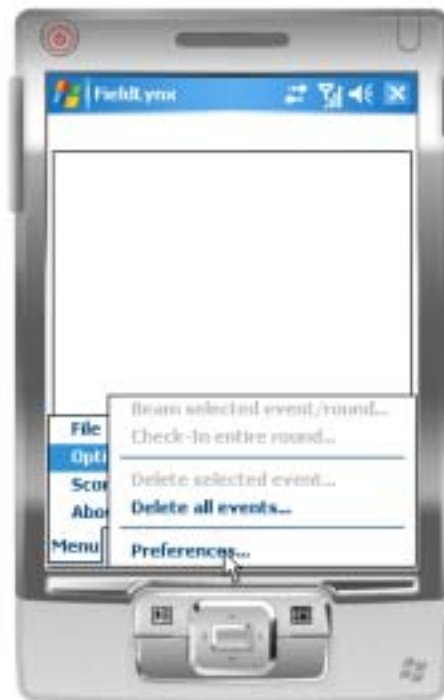 FieldLynx
Beam selected event/round...
Check-In entire round...
Delete selected event...
Delete all events...
Preferences...
File
Opti
Scor
Abo
Menu